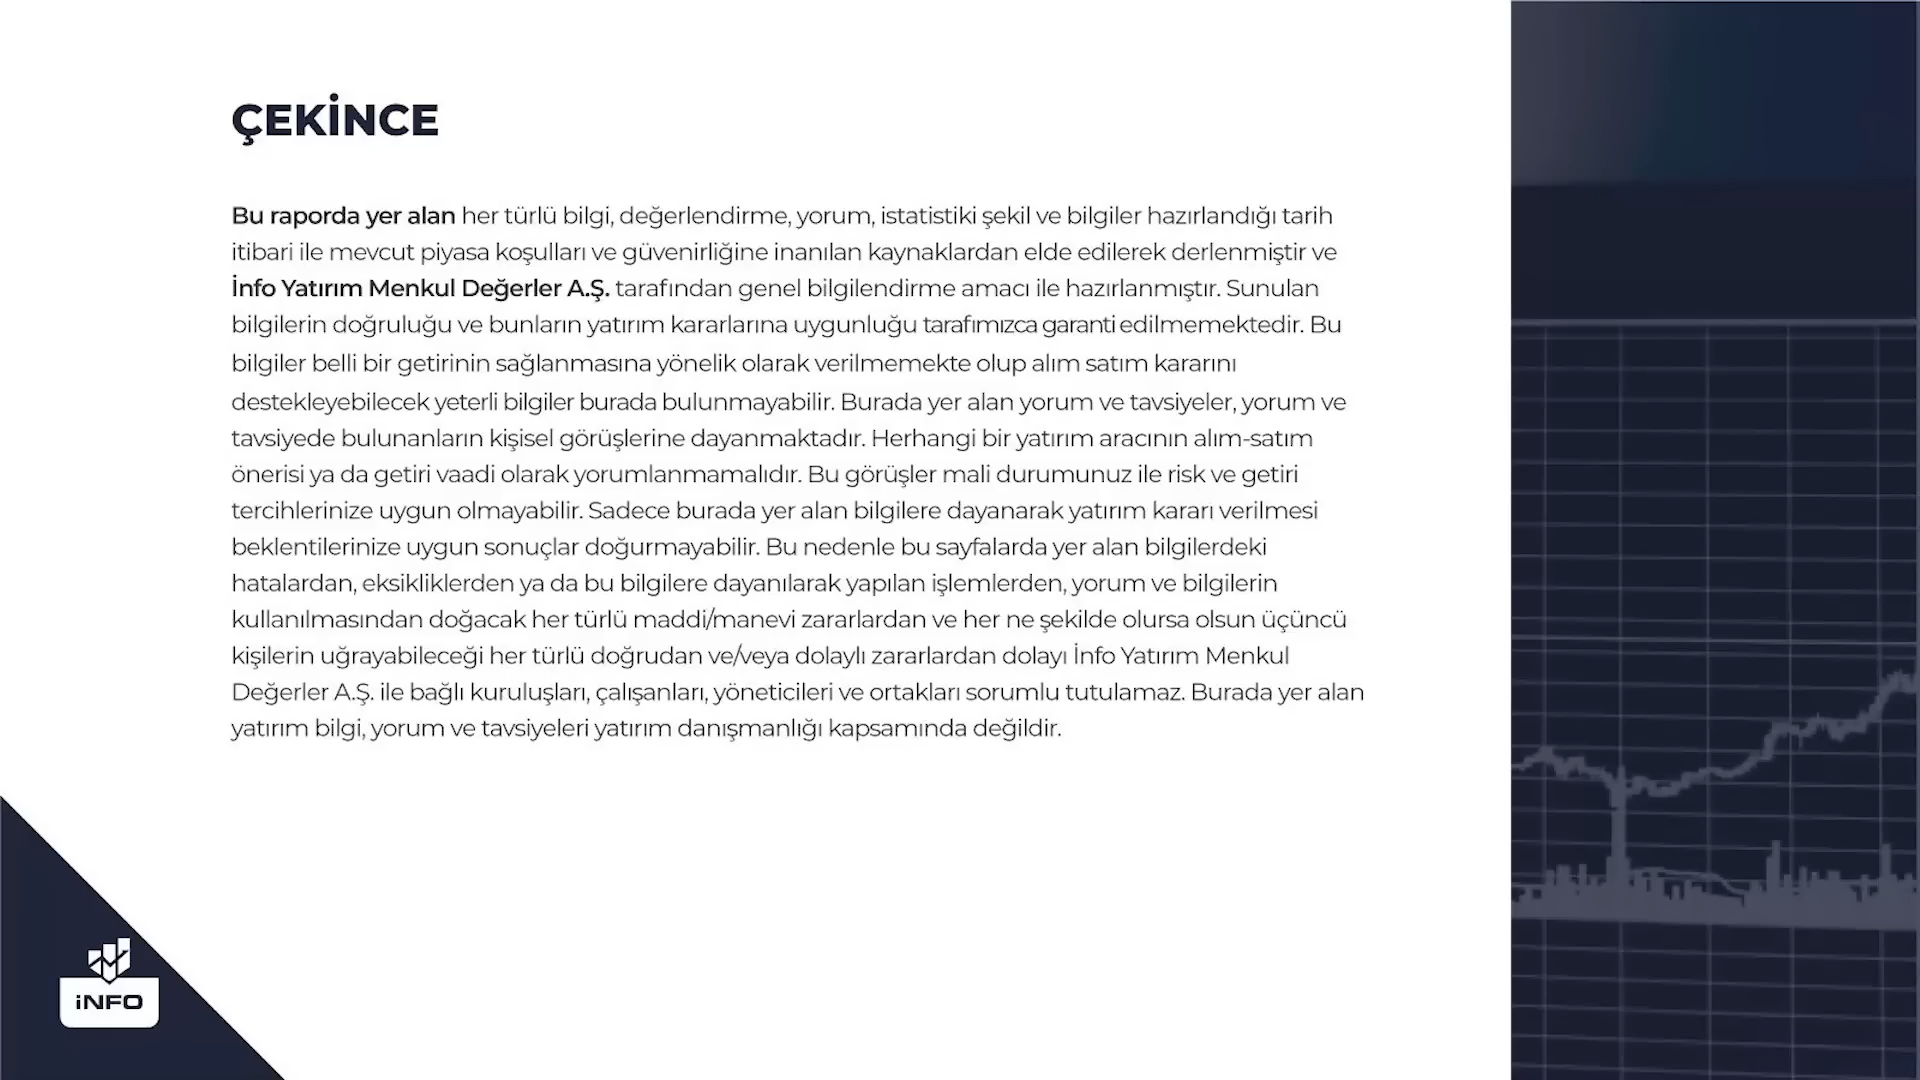 ÇEKİNCE
Bu raporda yer alan her türlü bilgi, değerlendirme, yorum, istatistiki şekil ve bilgiler hazırlandığı tarih
itibari ile mevcut piyasa koşulları ve güvenirliğine inanılan kaynaklardan elde edilerek derlenmiştir ve
İnfo Yatırım Menkul Değerler A.Ş. tarafından genel bilgilendirme amacı ile hazırlanmıştır. Sunulan
bilgilerin doğruluğu ve bunların yatırım kararlarına uygunluğu tarafımızca garanti edilmemektedir. Bu
bilgiler belli bir getirinin sağlanmasına yönelik olarak verilmemekte olup alım satım kararını
destekleyebilecek yeterli bilgiler burada bulunmayabilir. Burada yer alan yorum ve tavsiyeler, yorum ve
tavsiyede bulunanların kişisel görüşlerine dayanmaktadır. Herhangi bir yatırım aracının alım-satım
önerisi ya da getiri vaadi olarak yorumlanmamalıdır. Bu görüşler mali durumunuz ile risk ve getiri
tercihlerinize uygun olmayabilir. Sadece burada yer alan bilgilere dayanarak yatırım kararı verilmesi
beklentilerinize uygun sonuçlar doğurmayabilir. Bu nedenle bu sayfalarda yer alan bilgilerdeki
hatalardan, eksikliklerden ya da bu bilgilere dayanılarak yapılan işlemlerden, yorum ve bilgilerin
kullanılmasından doğacak her türlü maddi/manevi zararlardan ve her ne şekilde olursa olsun üçüncü
kişilerin uğrayabileceği her türlü doğrudan ve/veya dolaylı zararlardan dolayı İnfo Yatırım Menkul
Değerler A.Ş. ile bağlı kuruluşları, çalışanları, yöneticileri ve ortakları sorumlu tutulamaz. Burada yer alan
yatırım bilgi, yorum ve tavsiyeleri yatırım danışmanlığı kapsamında değildir.
iNFO